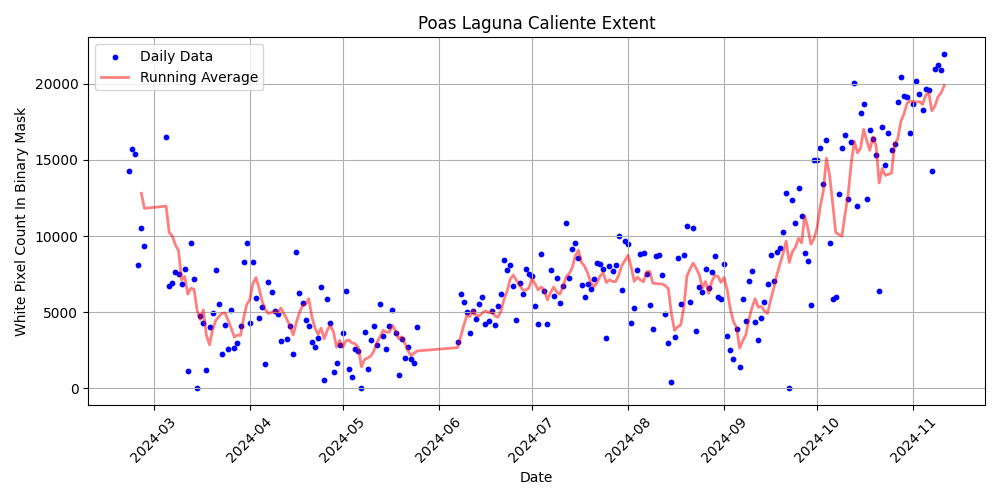 Poas Laguna Caliente Extent
Daily Data
Running Average
White Pixel Count In Binary Mask
20000
15000
10000
5000
0
2024-03
2024-04
2024-05
2024-06
2024-07
2024-08
2024-09
2024-10
2024-11
Date